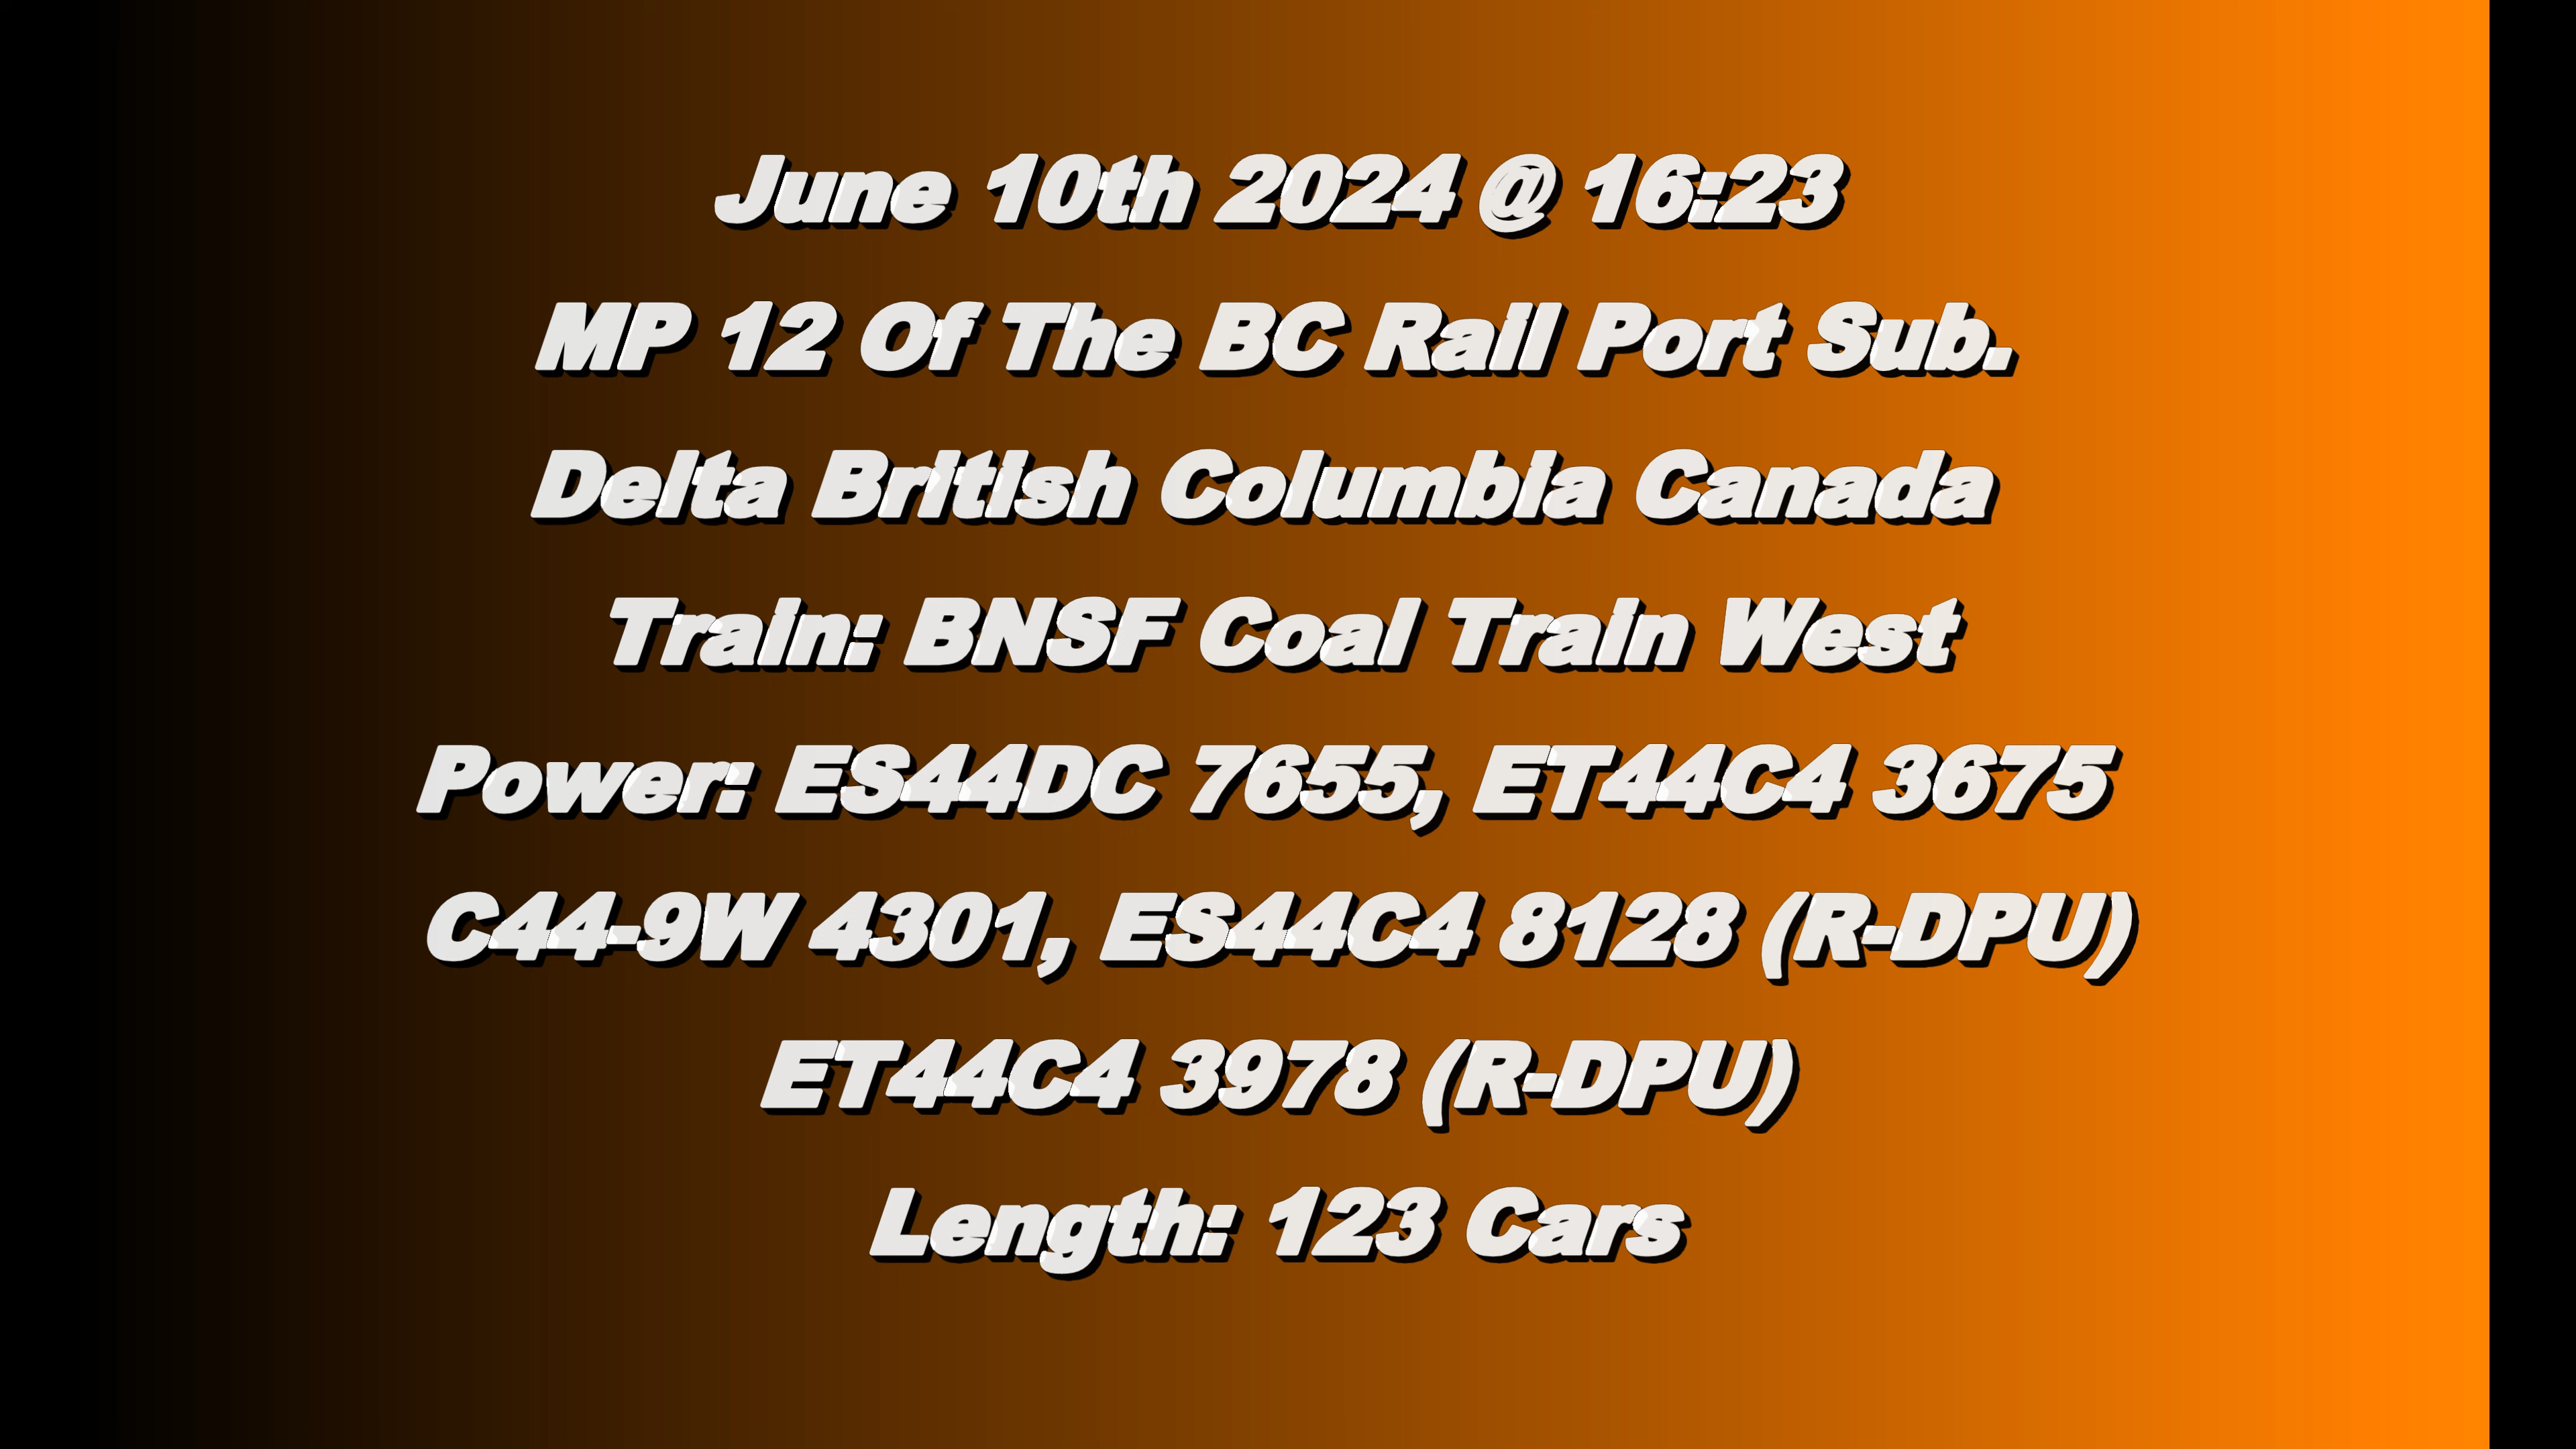 June 10th 2024 @ 16:23
MP 12 Of The BC Rail Port Sub.
Delta British Columbia Canada
Train: BNSF Coal Train West
Power: ES44DC 7655, ET44C4 3675
C44-9W 4301, ES44C4 8128 (R-DPU)
ET44C4 3978 (R-DPU)
Length: 123 Cars